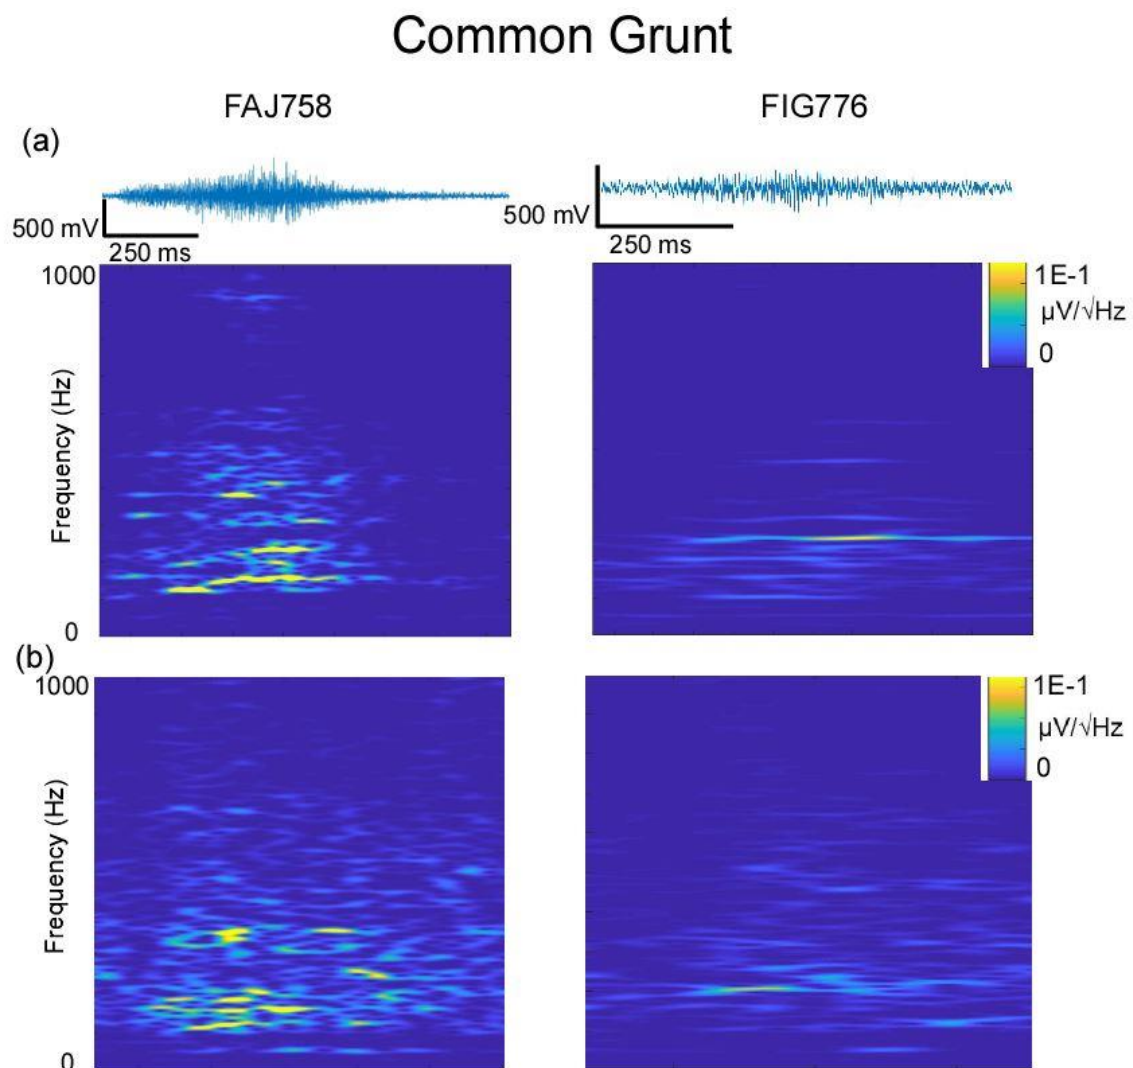 Common Grunt
FAJ758
FIG776
(a)
500 mV
250 ms
500 mV
250 ms
1000
Frequency (Hz)
0
1E-1
µV/√Hz
0
(b)
1000
Frequency (Hz)
0
1E-1
µV/√Hz
0